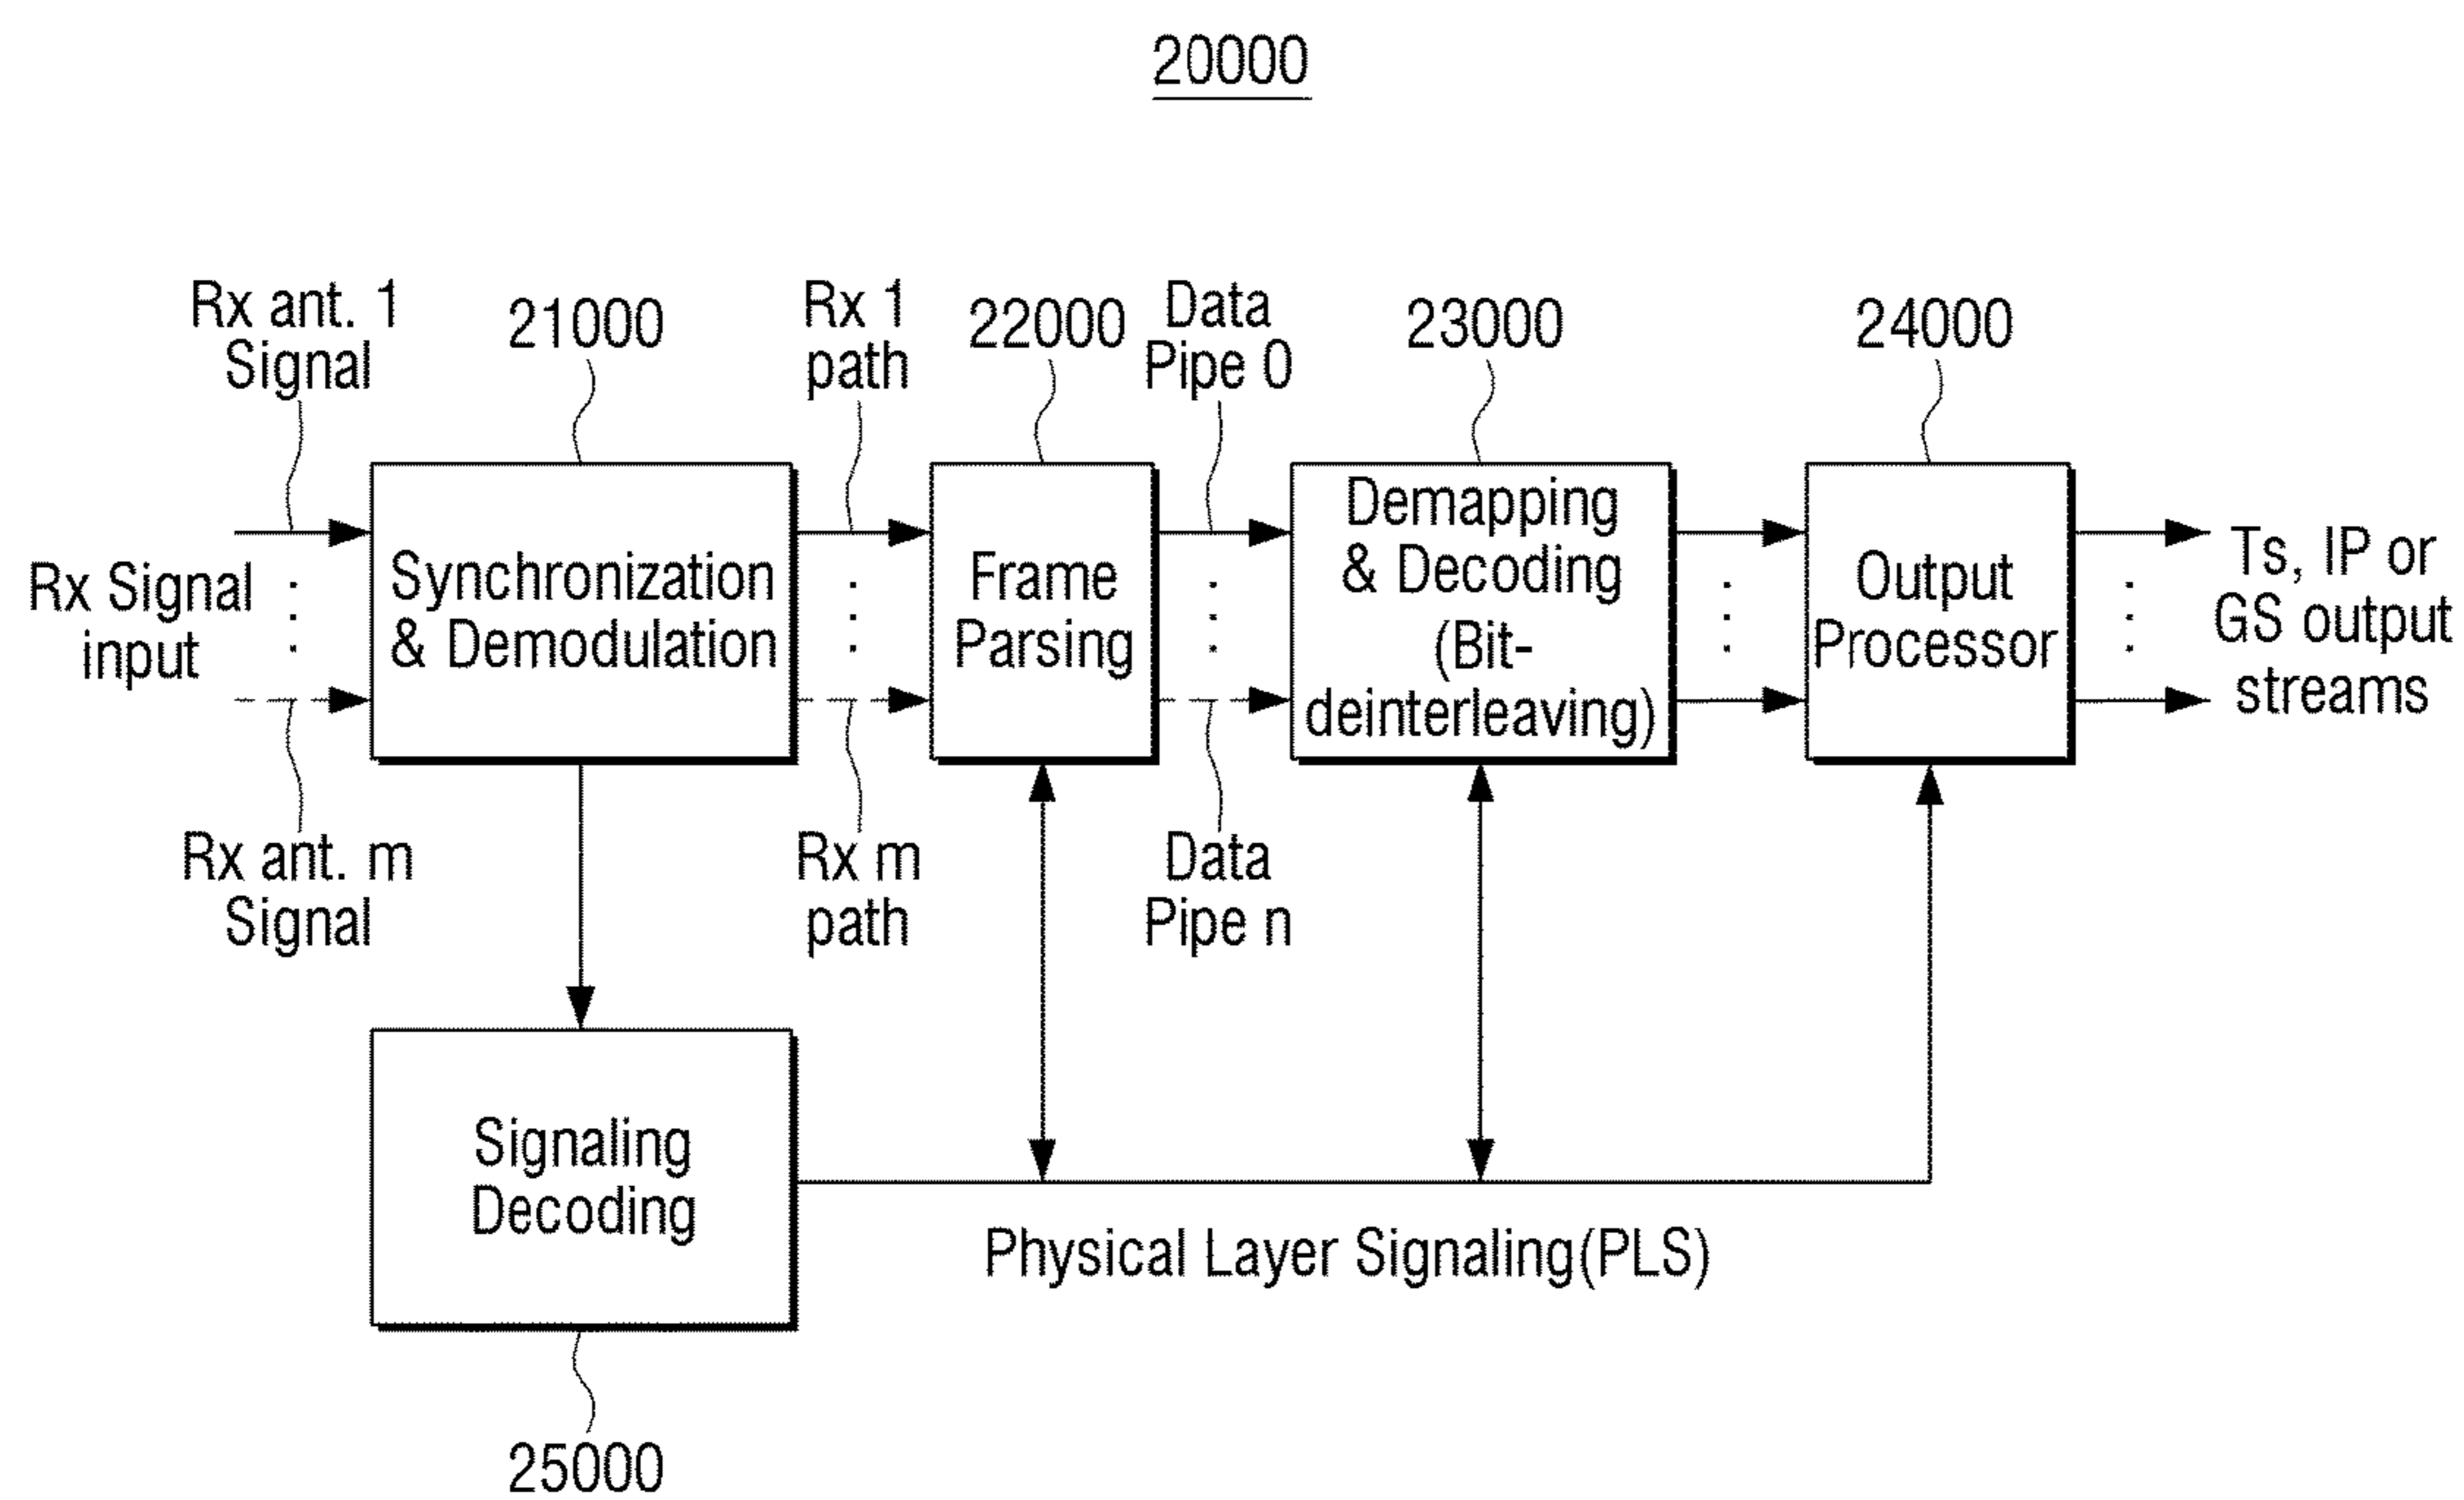 20000
Rx ant. 1
Signal
21000
Rx 1
path
22000
Data
Pipe 0
23000
24000
Rx Signal
input
Synchronization
& Demodulation
Frame
Parsing
Demapping
& Decoding
(Bit-
deinterleaving)
Output
Processor
Ts, IP or
GS output
streams
Rx ant. m
Signal
Rx m
path
Data
Pipe n
Signaling
Decoding
Physical Layer Signaling(PLS)
25000